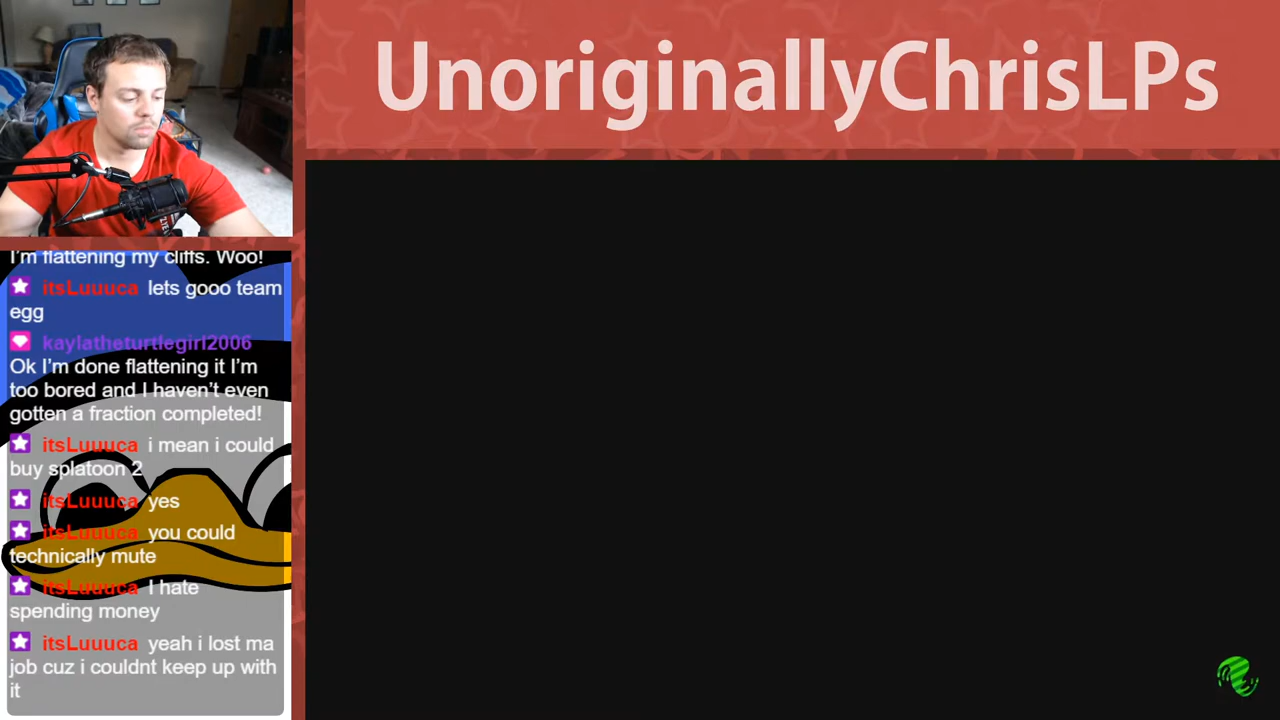 UnoriginallyChrisLPs
I'm flattening my cliffs. Woo!
itsLuuuca lets gooo team
egg
kaylatheturtlegirl2006
Ok I'm done flattening it I'm
too bored and I haven't even
gotten a fraction completed!
itsLuuuca i mean i could
buy splatoon 2
itsLuuuca yes
itsLuuuca you could
technically mute
itsLuuuca I hate
spending money
itsLuuuca yeah i lost ma
job cuz i couldnt keep up with
it